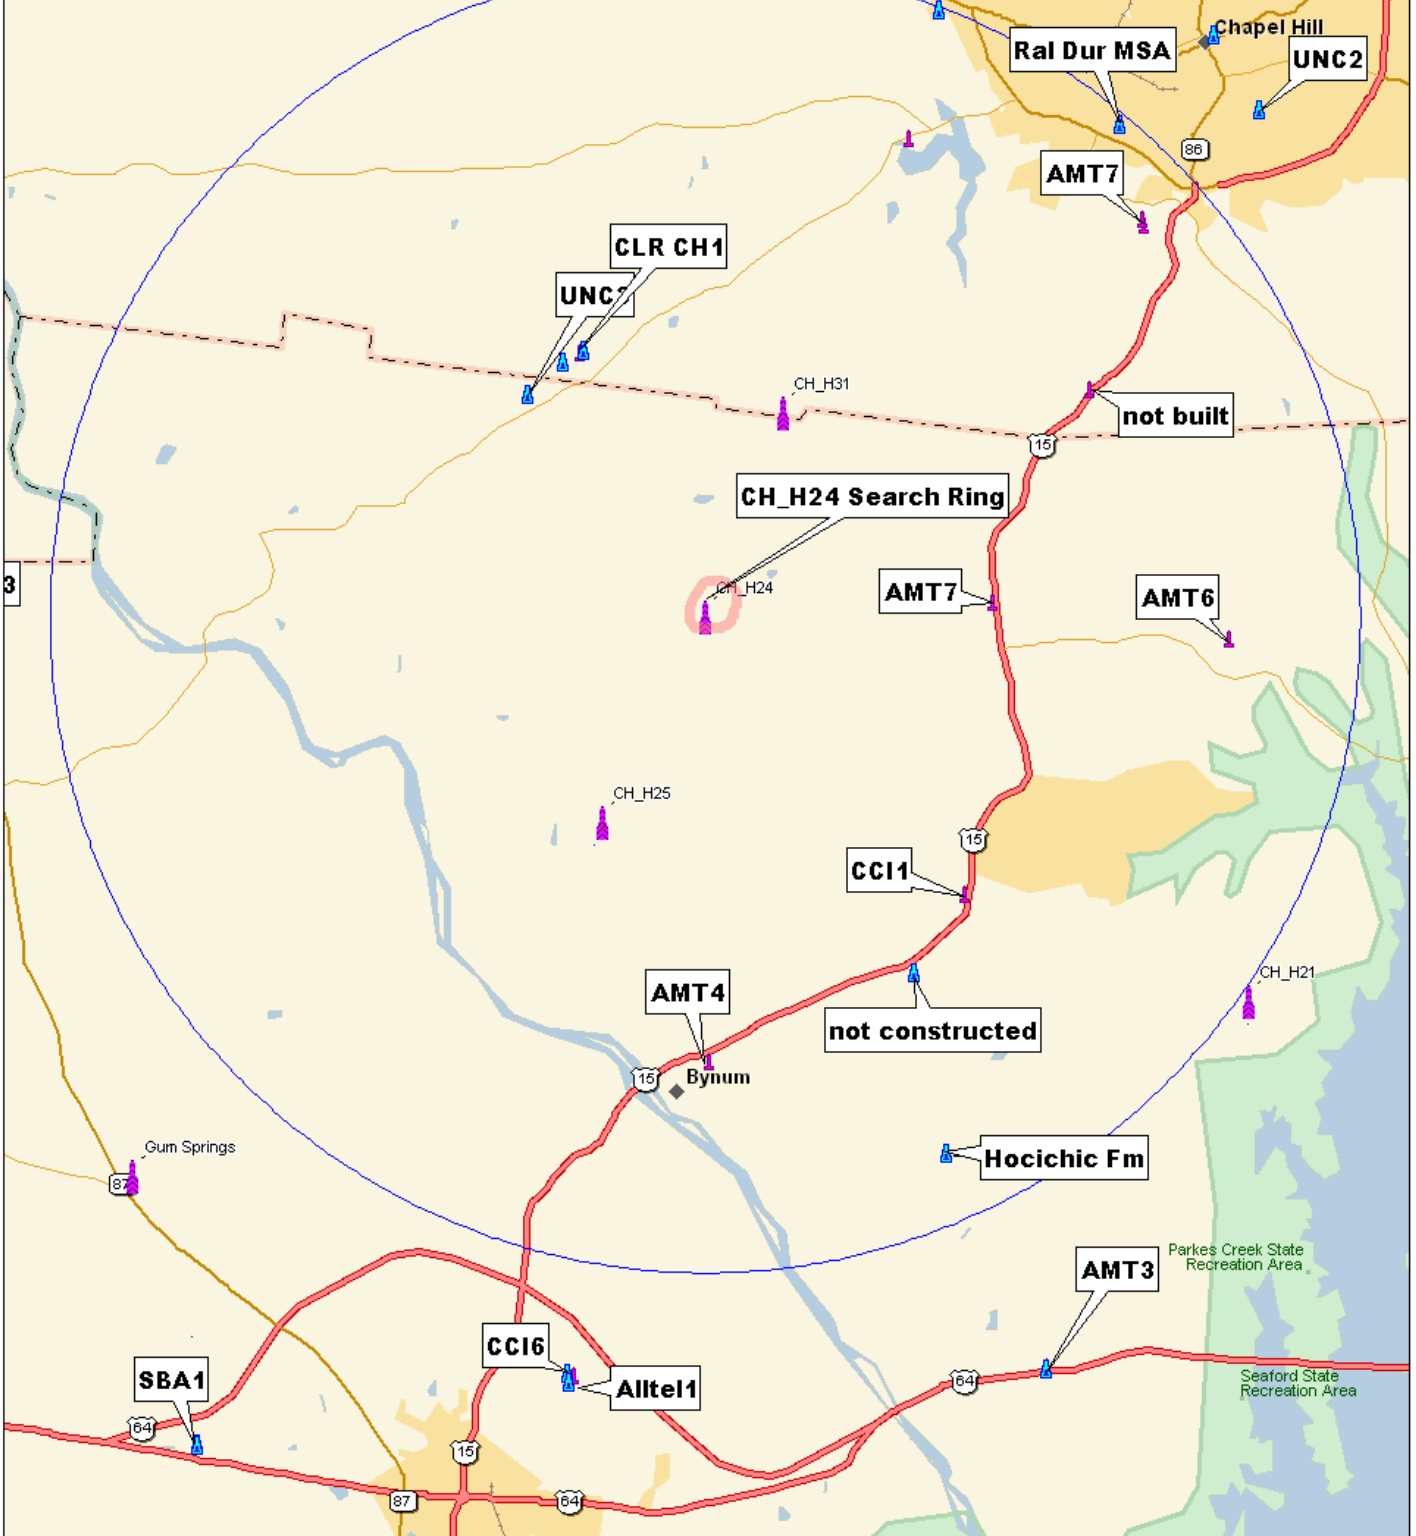 Chapel Hill
Ral Dur MSA
UNC2
86
AMT7
CLR CH1
UNC3
CH_H31
not built
15
CH_H24 Search Ring
3
CH_H24
AMT7
AMT6
CH_H25
15
CCI1
CH_H21
AMT4
not constructed
15
Bynum
Gum Springs
87
Hocichic Fm
Parkes Creek State
Recreation Area
AMT3
CCI6
SBA1
Alltel1
64
Seaford State
Recreation Area
64
15
87
64